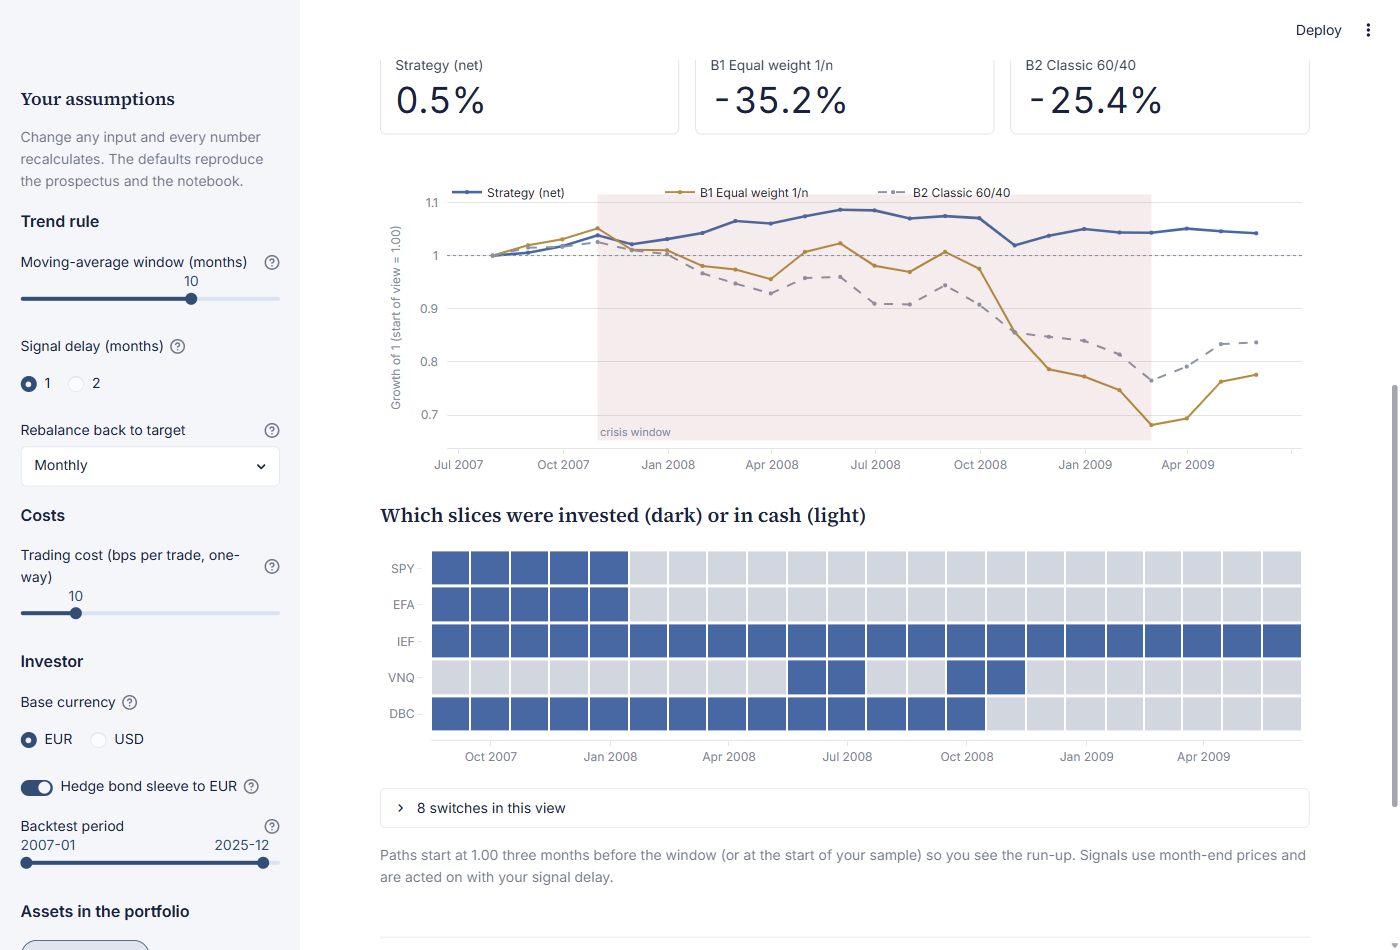 Deploy
Your assumptions
Change any input and every number
recalculates. The defaults reproduce
the prospectus and the notebook.
Trend rule
Moving-average window (months)
10
Signal delay (months)
1
2
Rebalance back to target
Monthly
Costs
Trading cost (bps per trade, one-
way)
10
Investor
Base currency
EUR
USD
Hedge bond sleeve to EUR
Backtest period
2007-01
2025-12
Assets in the portfolio
Strategy (net)
0.5%
B1 Equal weight 1/n
-35.2%
B2 Classic 60/40
-25.4%
Strategy (net)
B1 Equal weight 1/n
B2 Classic 60/40
Growth of 1 (start of view = 1.00)
1.1
1
0.9
0.8
0.7
crisis window
Jul 2007
Oct 2007
Jan 2008
Apr 2008
Jul 2008
Oct 2008
Jan 2009
Apr 2009
Which slices were invested (dark) or in cash (light)
SPY
EFA
IEF
VNQ
DBC
Oct 2007
Jan 2008
Apr 2008
Jul 2008
Oct 2008
Jan 2009
Apr 2009
8 switches in this view
Paths start at 1.00 three months before the window (or at the start of your sample) so you see the run-up. Signals use month-end prices and
are acted on with your signal delay.